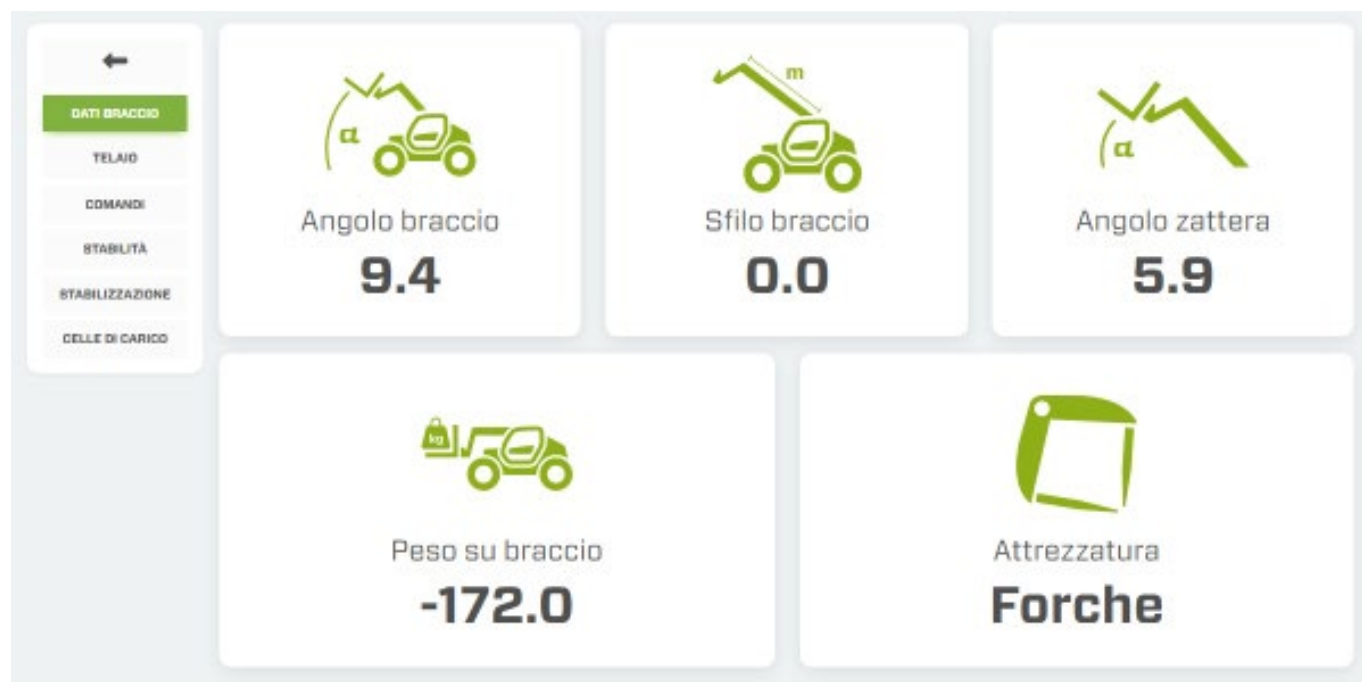 DATI BRACCIO
TELAIO
COMANDI
STABILITÀ
STABILIZZAZIONE
CELLE DI CARICO
α
Angolo braccio
9.4
m
Sfilo braccio
0.0
α
Angolo zattera
5.9
kg
Peso su braccio
-172.0
Attrezzatura
Forche